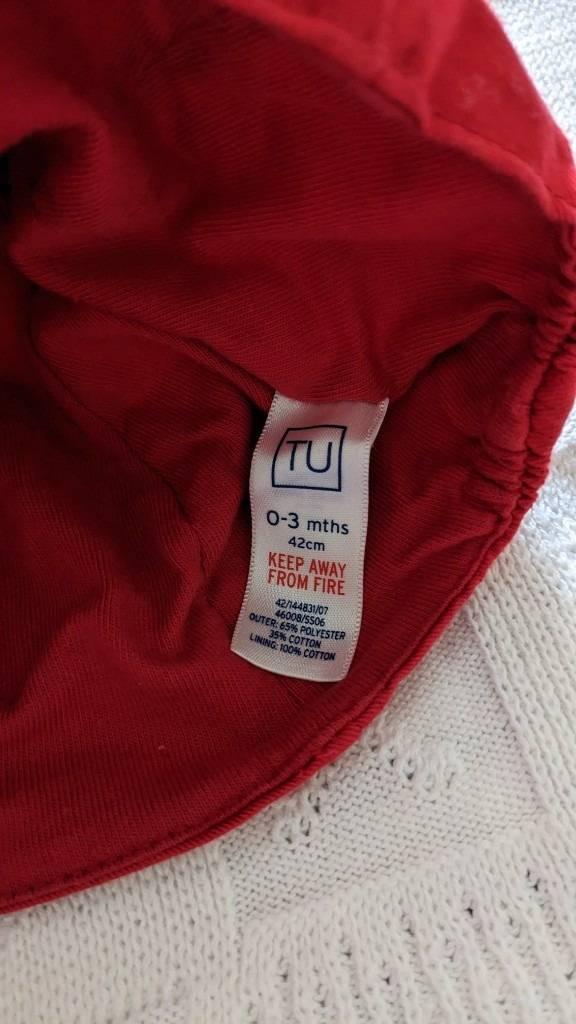 TU
0-3 mths
42cm
KEEP AWAY
FROM FIRE
42/144831/07
46008/SS06
OUTER: 65% POLYESTER
35% COTTON
LINING: 100% COTTON